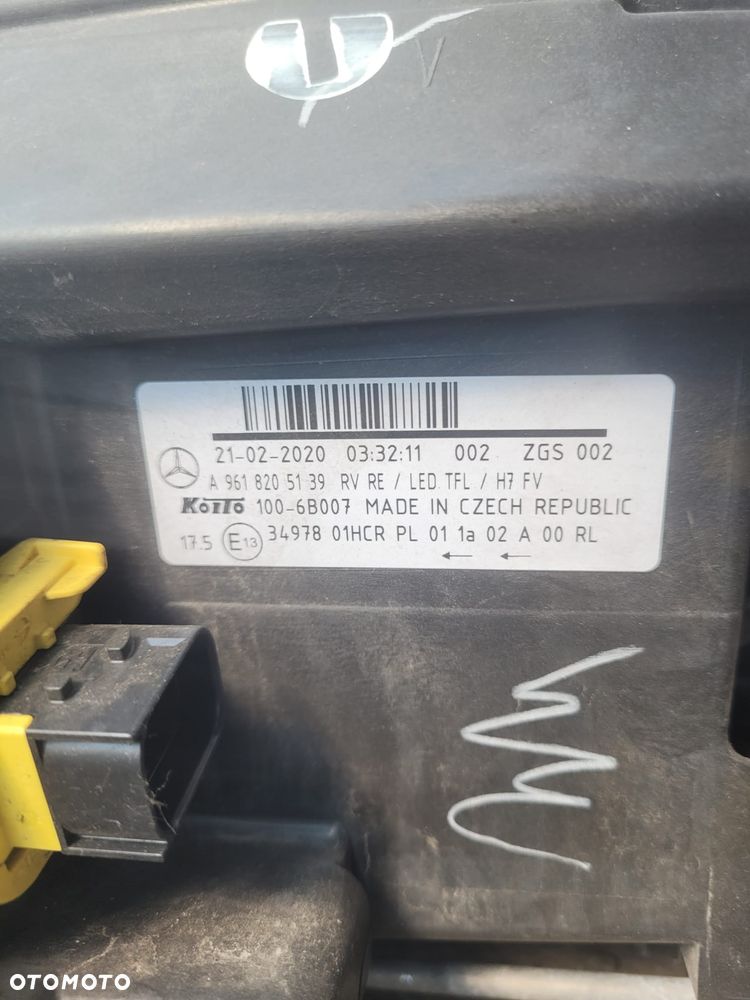 V
21-02-2020 03:32:11 002 ZGS 002
A 961 820 51 39 RV RE / LED TFL / H7 FV
KOITO 100-6B007 MADE IN CZECH REPUBLIC
17.5 E13 34978 01HCR PL 01 1a 02 A 00 RL
OTOMOTO